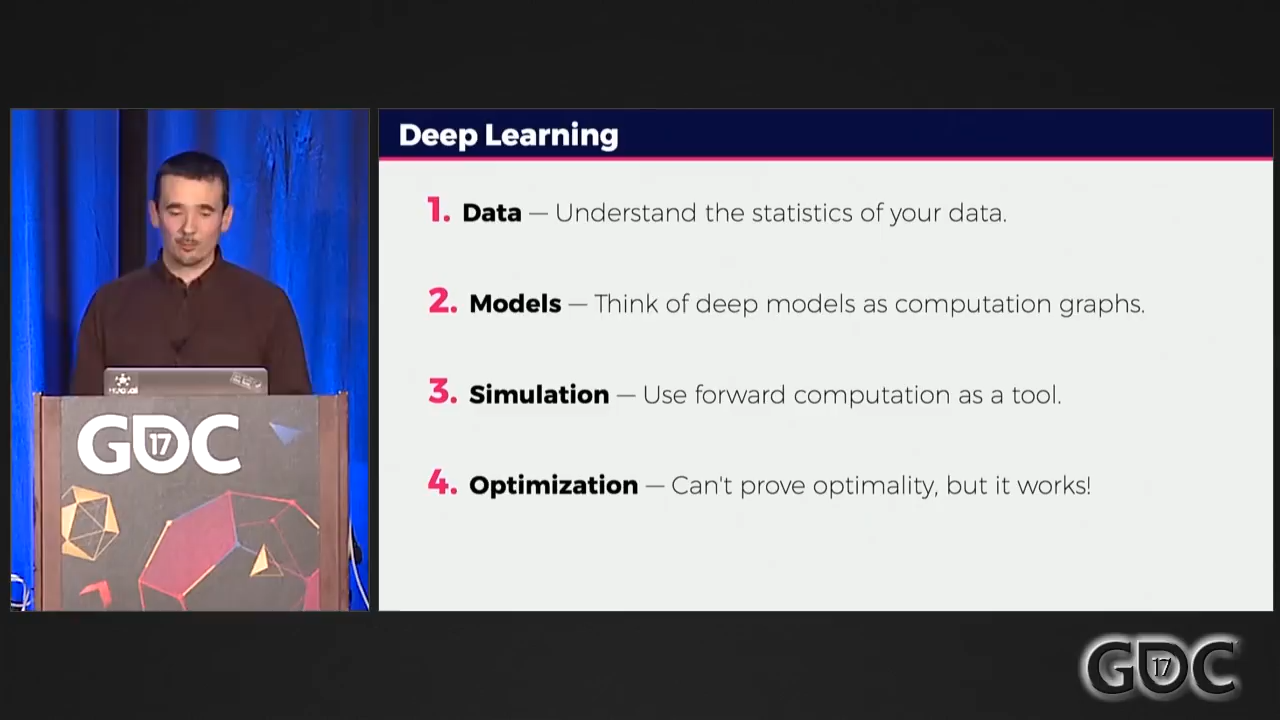 Deep Learning
1. Data — Understand the statistics of your data.
2. Models — Think of deep models as computation graphs.
3. Simulation — Use forward computation as a tool.
4. Optimization — Can't prove optimality, but it works!
GDC 17
GDC 17